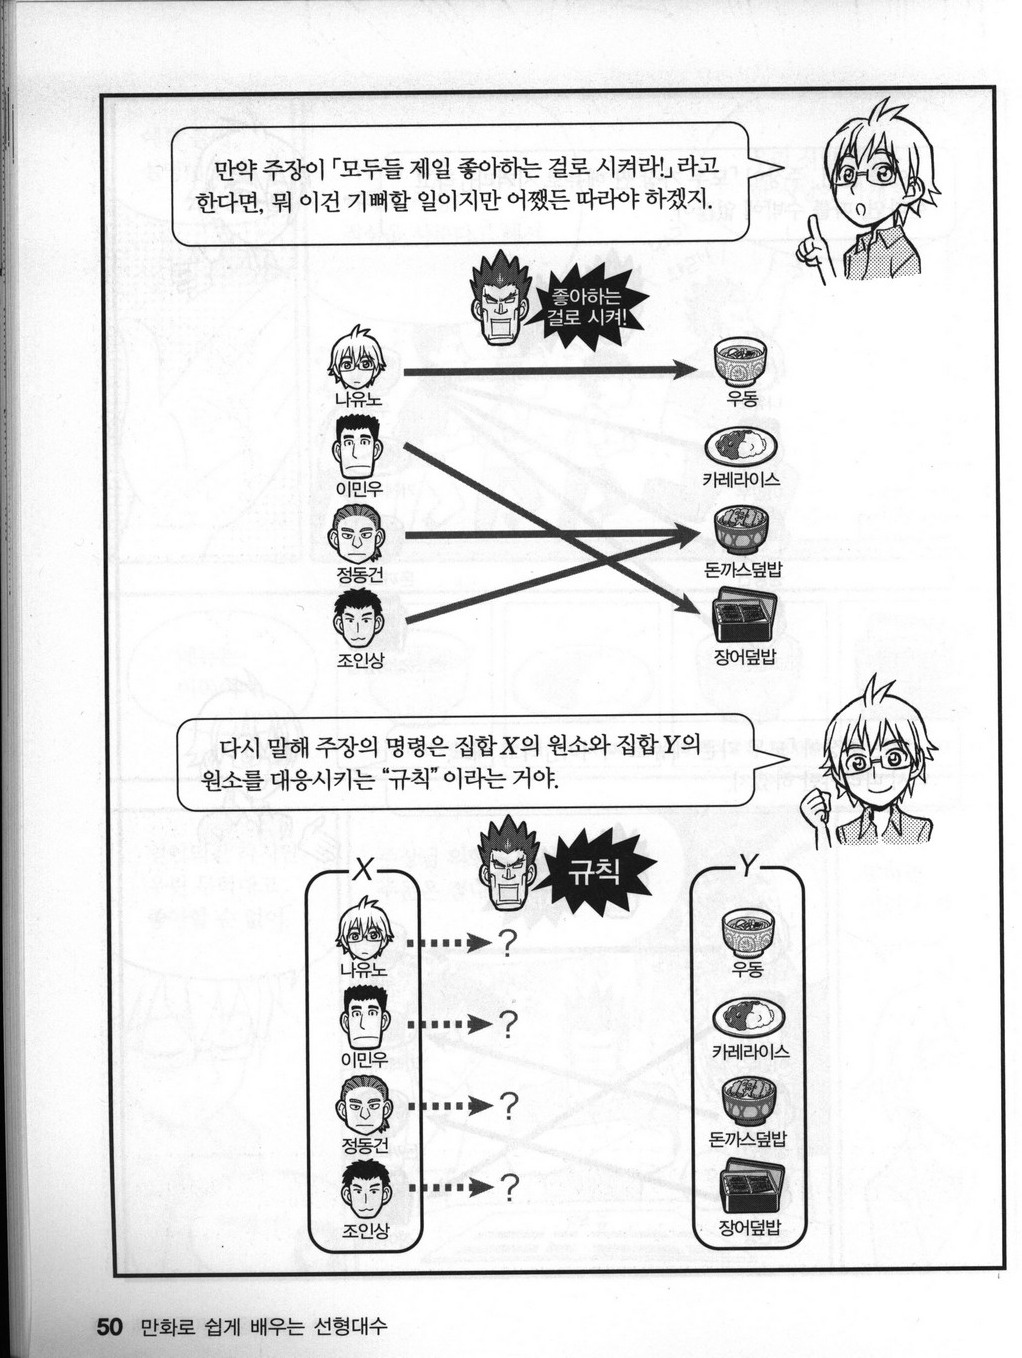 만약 주장이 「모두들 제일 좋아하는 걸로 시켜라!」 라고
한다면, 뭐 이건 기뻐할 일이지만 어쨌든 따라야 하겠지.
좋아하는
걸로 시켜!
나유노
우동
이민우
카레라이스
정동건
돈까스덮밥
조인상
장어덮밥
다시 말해 주장의 명령은 집합 X의 원소와 집합 Y의
원소를 대응시키는 “규칙” 이라는 거야.
규칙
X
Y
나유노
?
우동
이민우
?
카레라이스
정동건
?
돈까스덮밥
조인상
?
장어덮밥
50 만화로 쉽게 배우는 선형대수